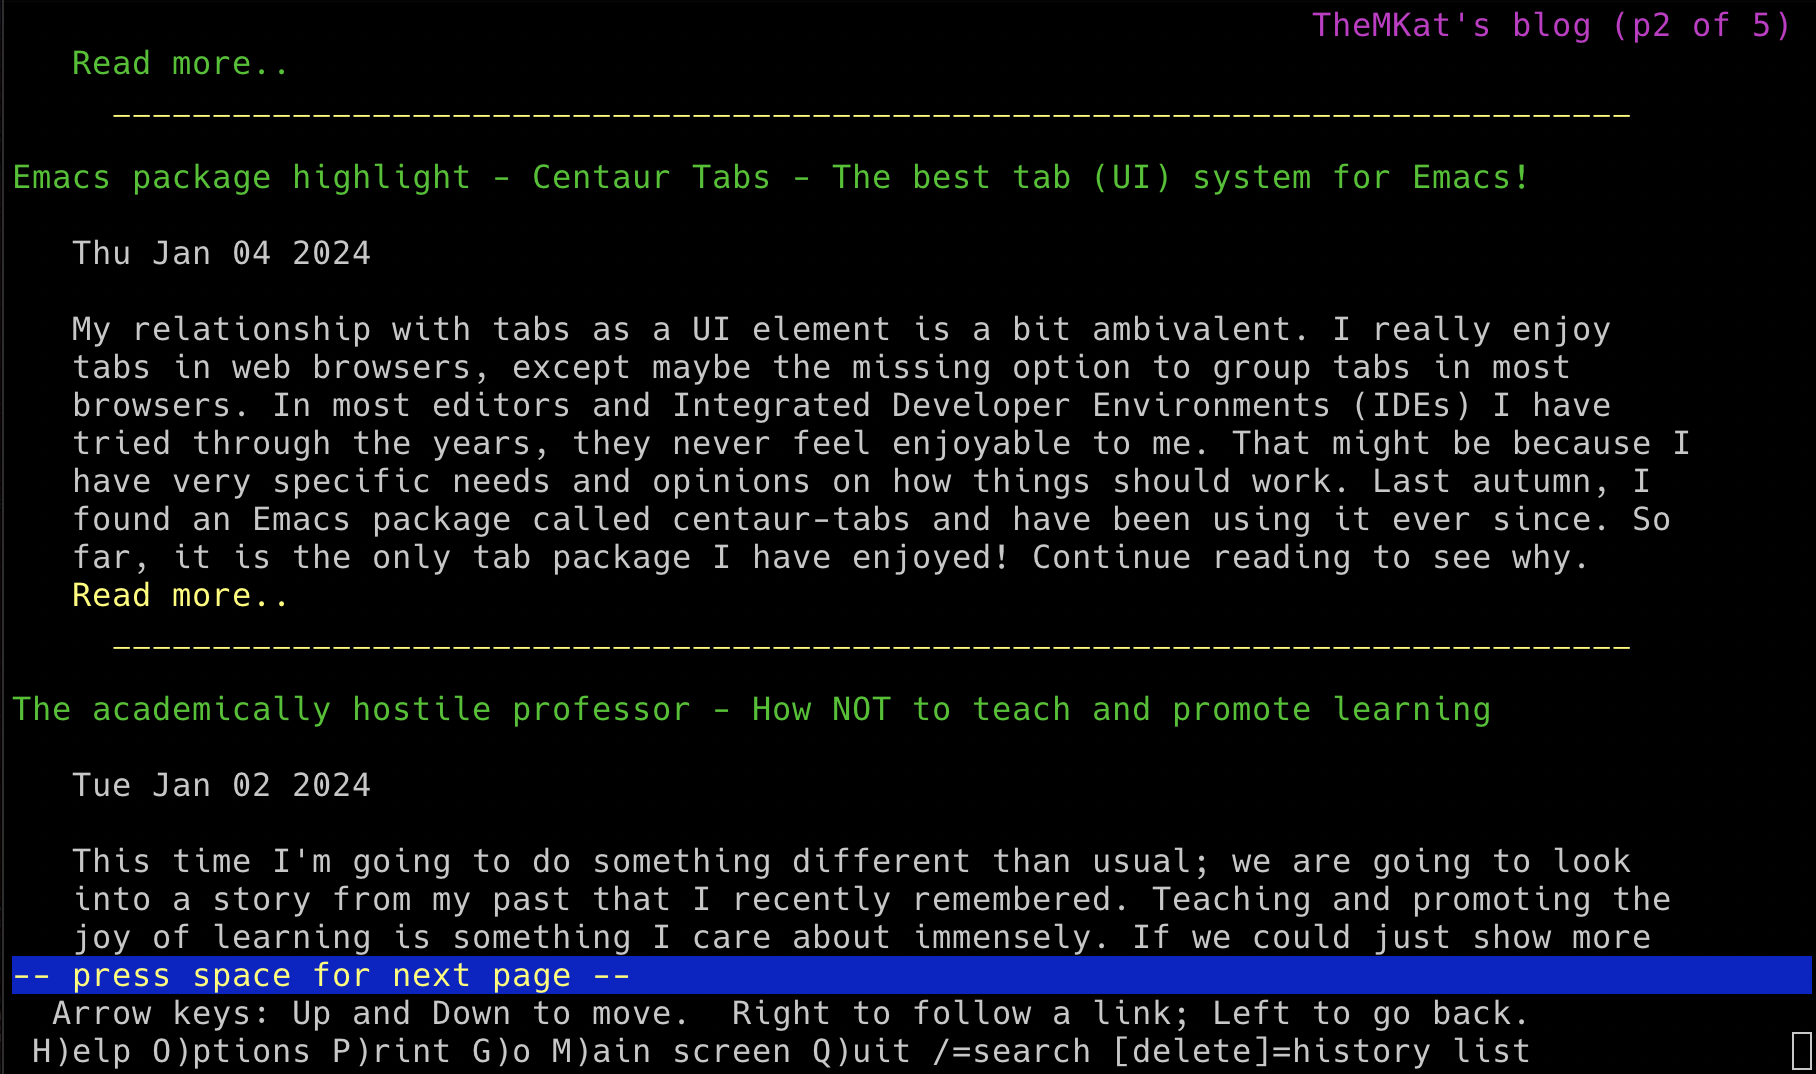 TheMKat's blog (p2 of 5)
Read more..
Emacs package highlight - Centaur Tabs - The best tab (UI) system for Emacs!
Thu Jan 04 2024
My relationship with tabs as a UI element is a bit ambivalent. I really enjoy
tabs in web browsers, except maybe the missing option to group tabs in most
browsers. In most editors and Integrated Developer Environments (IDEs) I have
tried through the years, they never feel enjoyable to me. That might be because I
have very specific needs and opinions on how things should work. Last autumn, I
found an Emacs package called centaur-tabs and have been using it ever since. So
far, it is the only tab package I have enjoyed! Continue reading to see why.
Read more..
The academically hostile professor - How NOT to teach and promote learning
Tue Jan 02 2024
This time I'm going to do something different than usual; we are going to look
into a story from my past that I recently remembered. Teaching and promoting the
joy of learning is something I care about immensely. If we could just show more
-- press space for next page --
Arrow keys: Up and Down to move.  Right to follow a link; Left to go back.
H)elp O)ptions P)rint G)o M)ain screen Q)uit /=search [delete]=history list